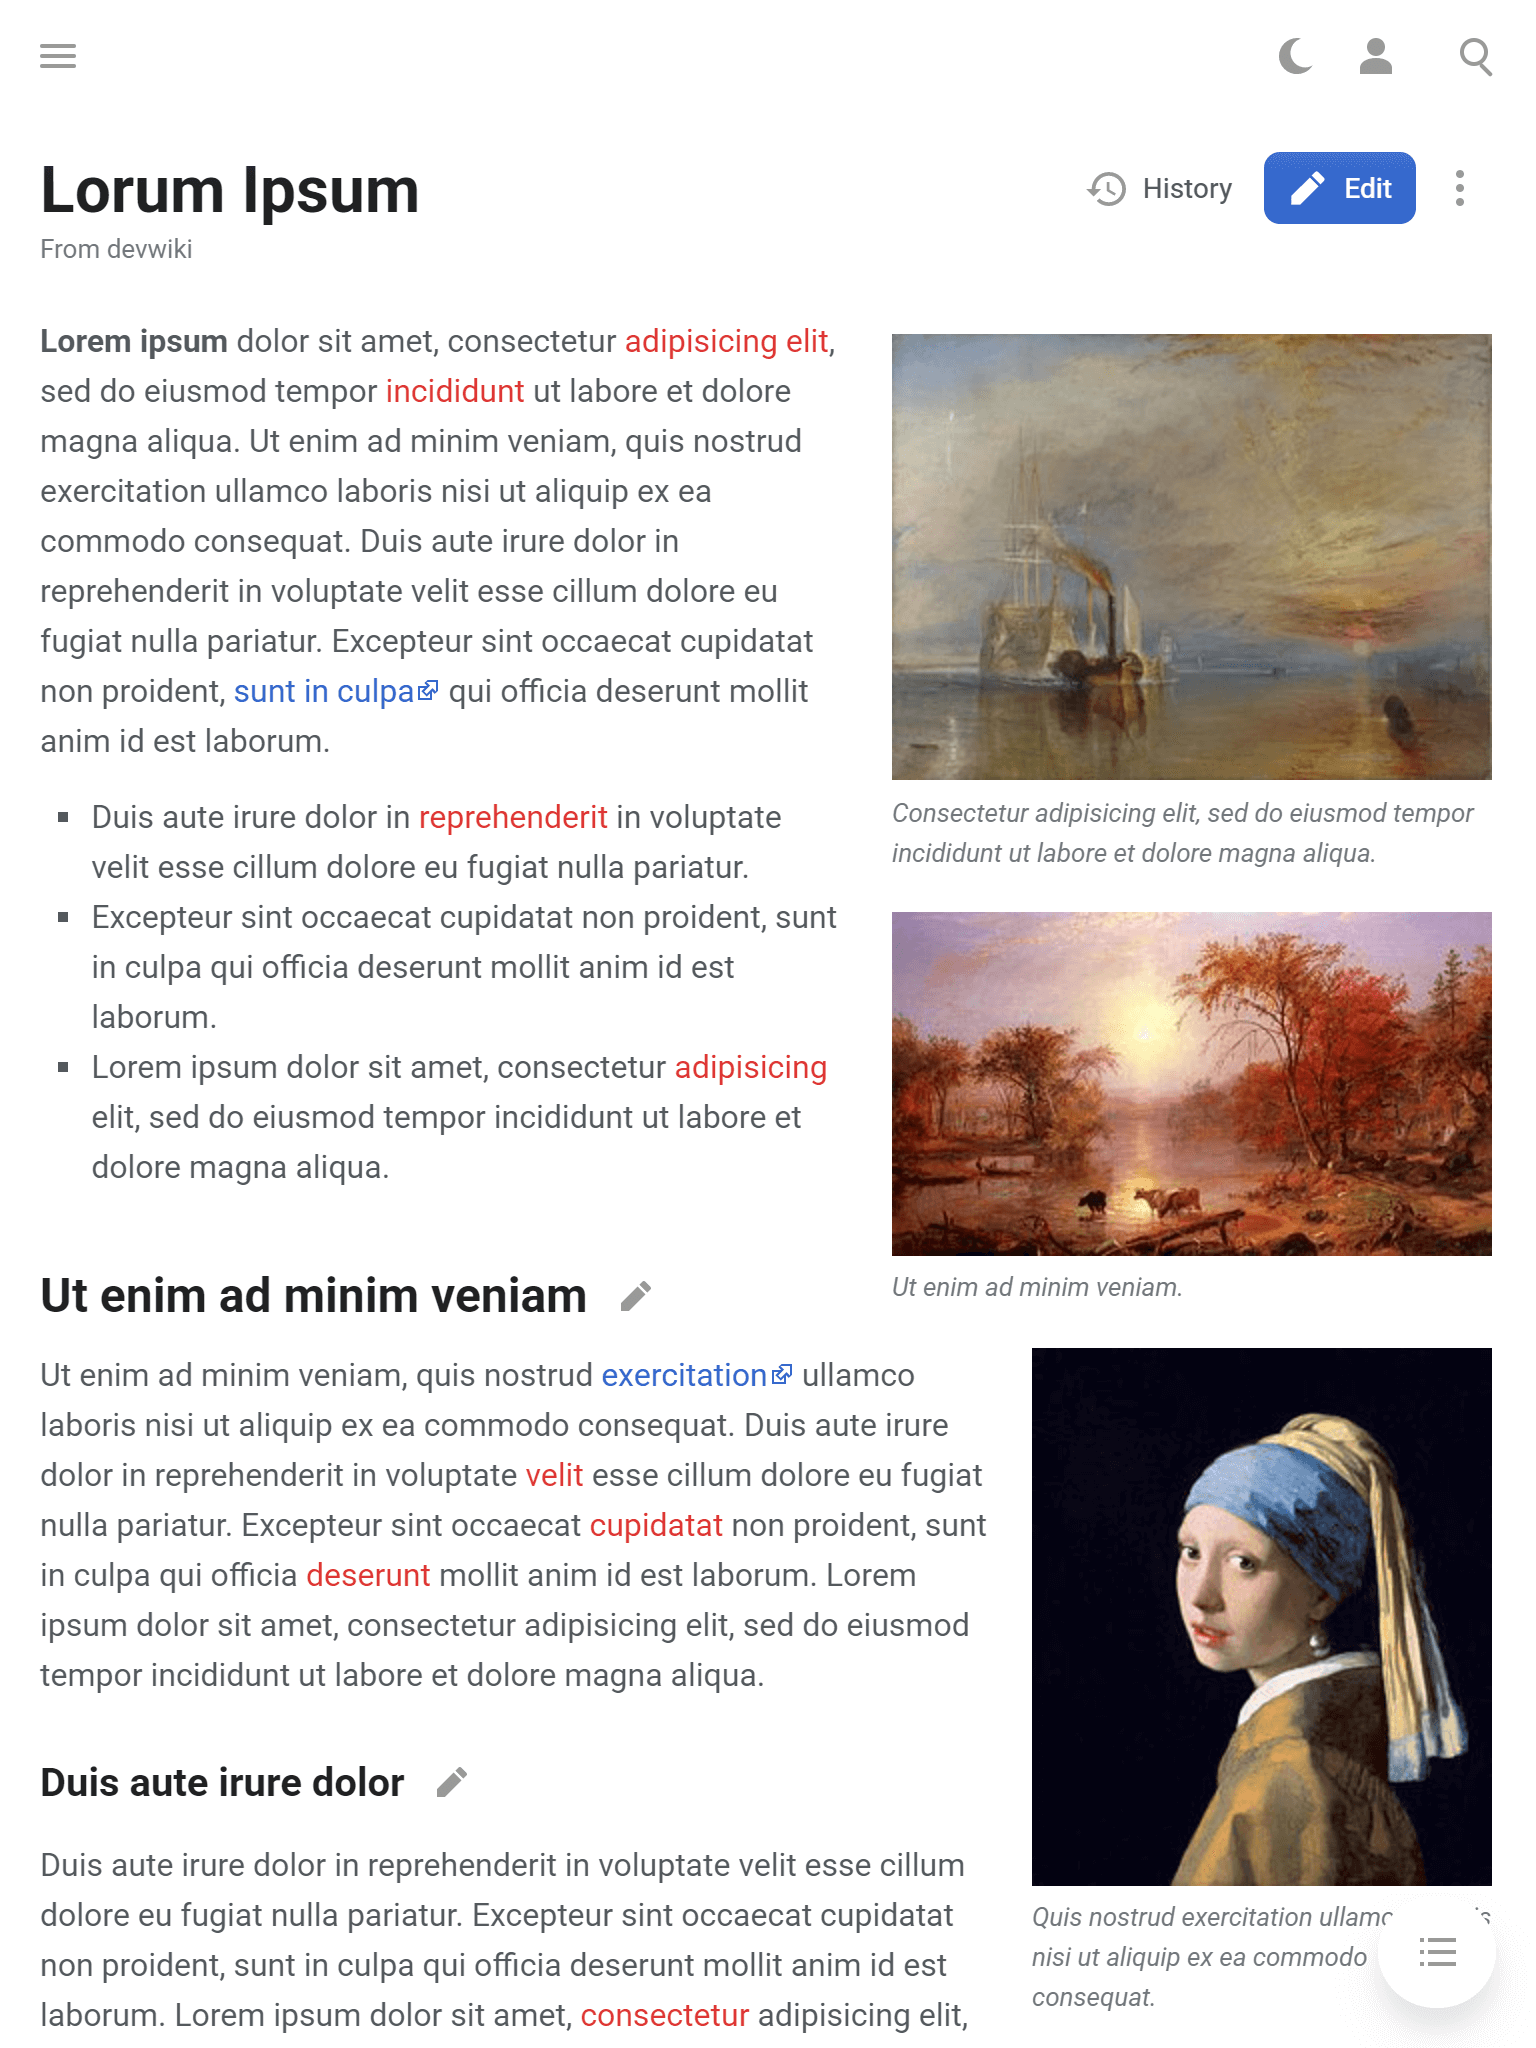 Lorum Ipsum
History
Edit
From devwiki
Lorem ipsum dolor sit amet, consectetur adipisicing elit,
sed do eiusmod tempor incididunt ut labore et dolore
magna aliqua. Ut enim ad minim veniam, quis nostrud
exercitation ullamco laboris nisi ut aliquip ex ea
commodo consequat. Duis aute irure dolor in
reprehenderit in voluptate velit esse cillum dolore eu
fugiat nulla pariatur. Excepteur sint occaecat cupidatat
non proident, sunt in culpa qui officia deserunt mollit
anim id est laborum.
Duis aute irure dolor in reprehenderit in voluptate
velit esse cillum dolore eu fugiat nulla pariatur.
Excepteur sint occaecat cupidatat non proident, sunt
in culpa qui officia deserunt mollit anim id est
laborum.
Lorem ipsum dolor sit amet, consectetur adipisicing
elit, sed do eiusmod tempor incididunt ut labore et
dolore magna aliqua.
Consectetur adipisicing elit, sed do eiusmod tempor
incididunt ut labore et dolore magna aliqua.
Ut enim ad minim veniam.
Ut enim ad minim veniam
Ut enim ad minim veniam, quis nostrud exercitation ullamco
laboris nisi ut aliquip ex ea commodo consequat. Duis aute irure
dolor in reprehenderit in voluptate velit esse cillum dolore eu fugiat
nulla pariatur. Excepteur sint occaecat cupidatat non proident, sunt
in culpa qui officia deserunt mollit anim id est laborum. Lorem
ipsum dolor sit amet, consectetur adipisicing elit, sed do eiusmod
tempor incididunt ut labore et dolore magna aliqua.
Duis aute irure dolor
Duis aute irure dolor in reprehenderit in voluptate velit esse cillum
dolore eu fugiat nulla pariatur. Excepteur sint occaecat cupidatat
non proident, sunt in culpa qui officia deserunt mollit anim id est
laborum. Lorem ipsum dolor sit amet, consectetur adipisicing elit,
Quis nostrud exercitation
nisi ut aliquip ex ea commodo
consequat.